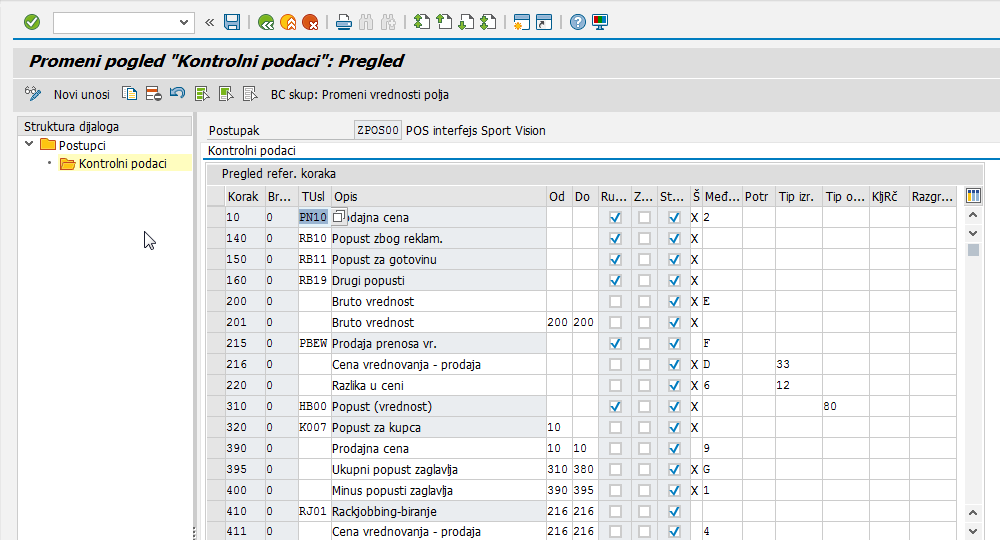 Promeni pogled "Kontrolni podaci": Pregled
Novi unosi BC skup: Promeni vrednosti polja
Struktura dijaloga
Postupci
Kontrolni podaci
Postupak ZPOS00 POS interfejs Sport Vision
Kontrolni podaci
Pregled refer. koraka
Korak Br... TUsl Opis Od Do Ru... Z... St... Š Međ... Potr Tip izr. Tip o... KljRč Razgr...
10 0 PN10 odajna cena X 2
140 0 RB10 Popust zbog reklam. X
150 0 RB11 Popust za gotovinu X
160 0 RB19 Drugi popusti X
200 0 Bruto vrednost X E
201 0 Bruto vrednost 200 200 X
215 0 PBEW Prodaja prenosa vr. F
216 0 Cena vrednovanja - prodaja X D 33
220 0 Razlika u ceni X 6 12
310 0 HB00 Popust (vrednost) X 80
320 0 K007 Popust za kupca 10 X
390 0 Prodajna cena 10 10 9
395 0 Ukupni popust zaglavlja 310 380 X G
400 0 Minus popusti zaglavlja 390 395 X 1
410 0 RJ01 Rackjobbing-biranje 216 216
411 0 Cena vrednovanja - prodaja 216 216 4